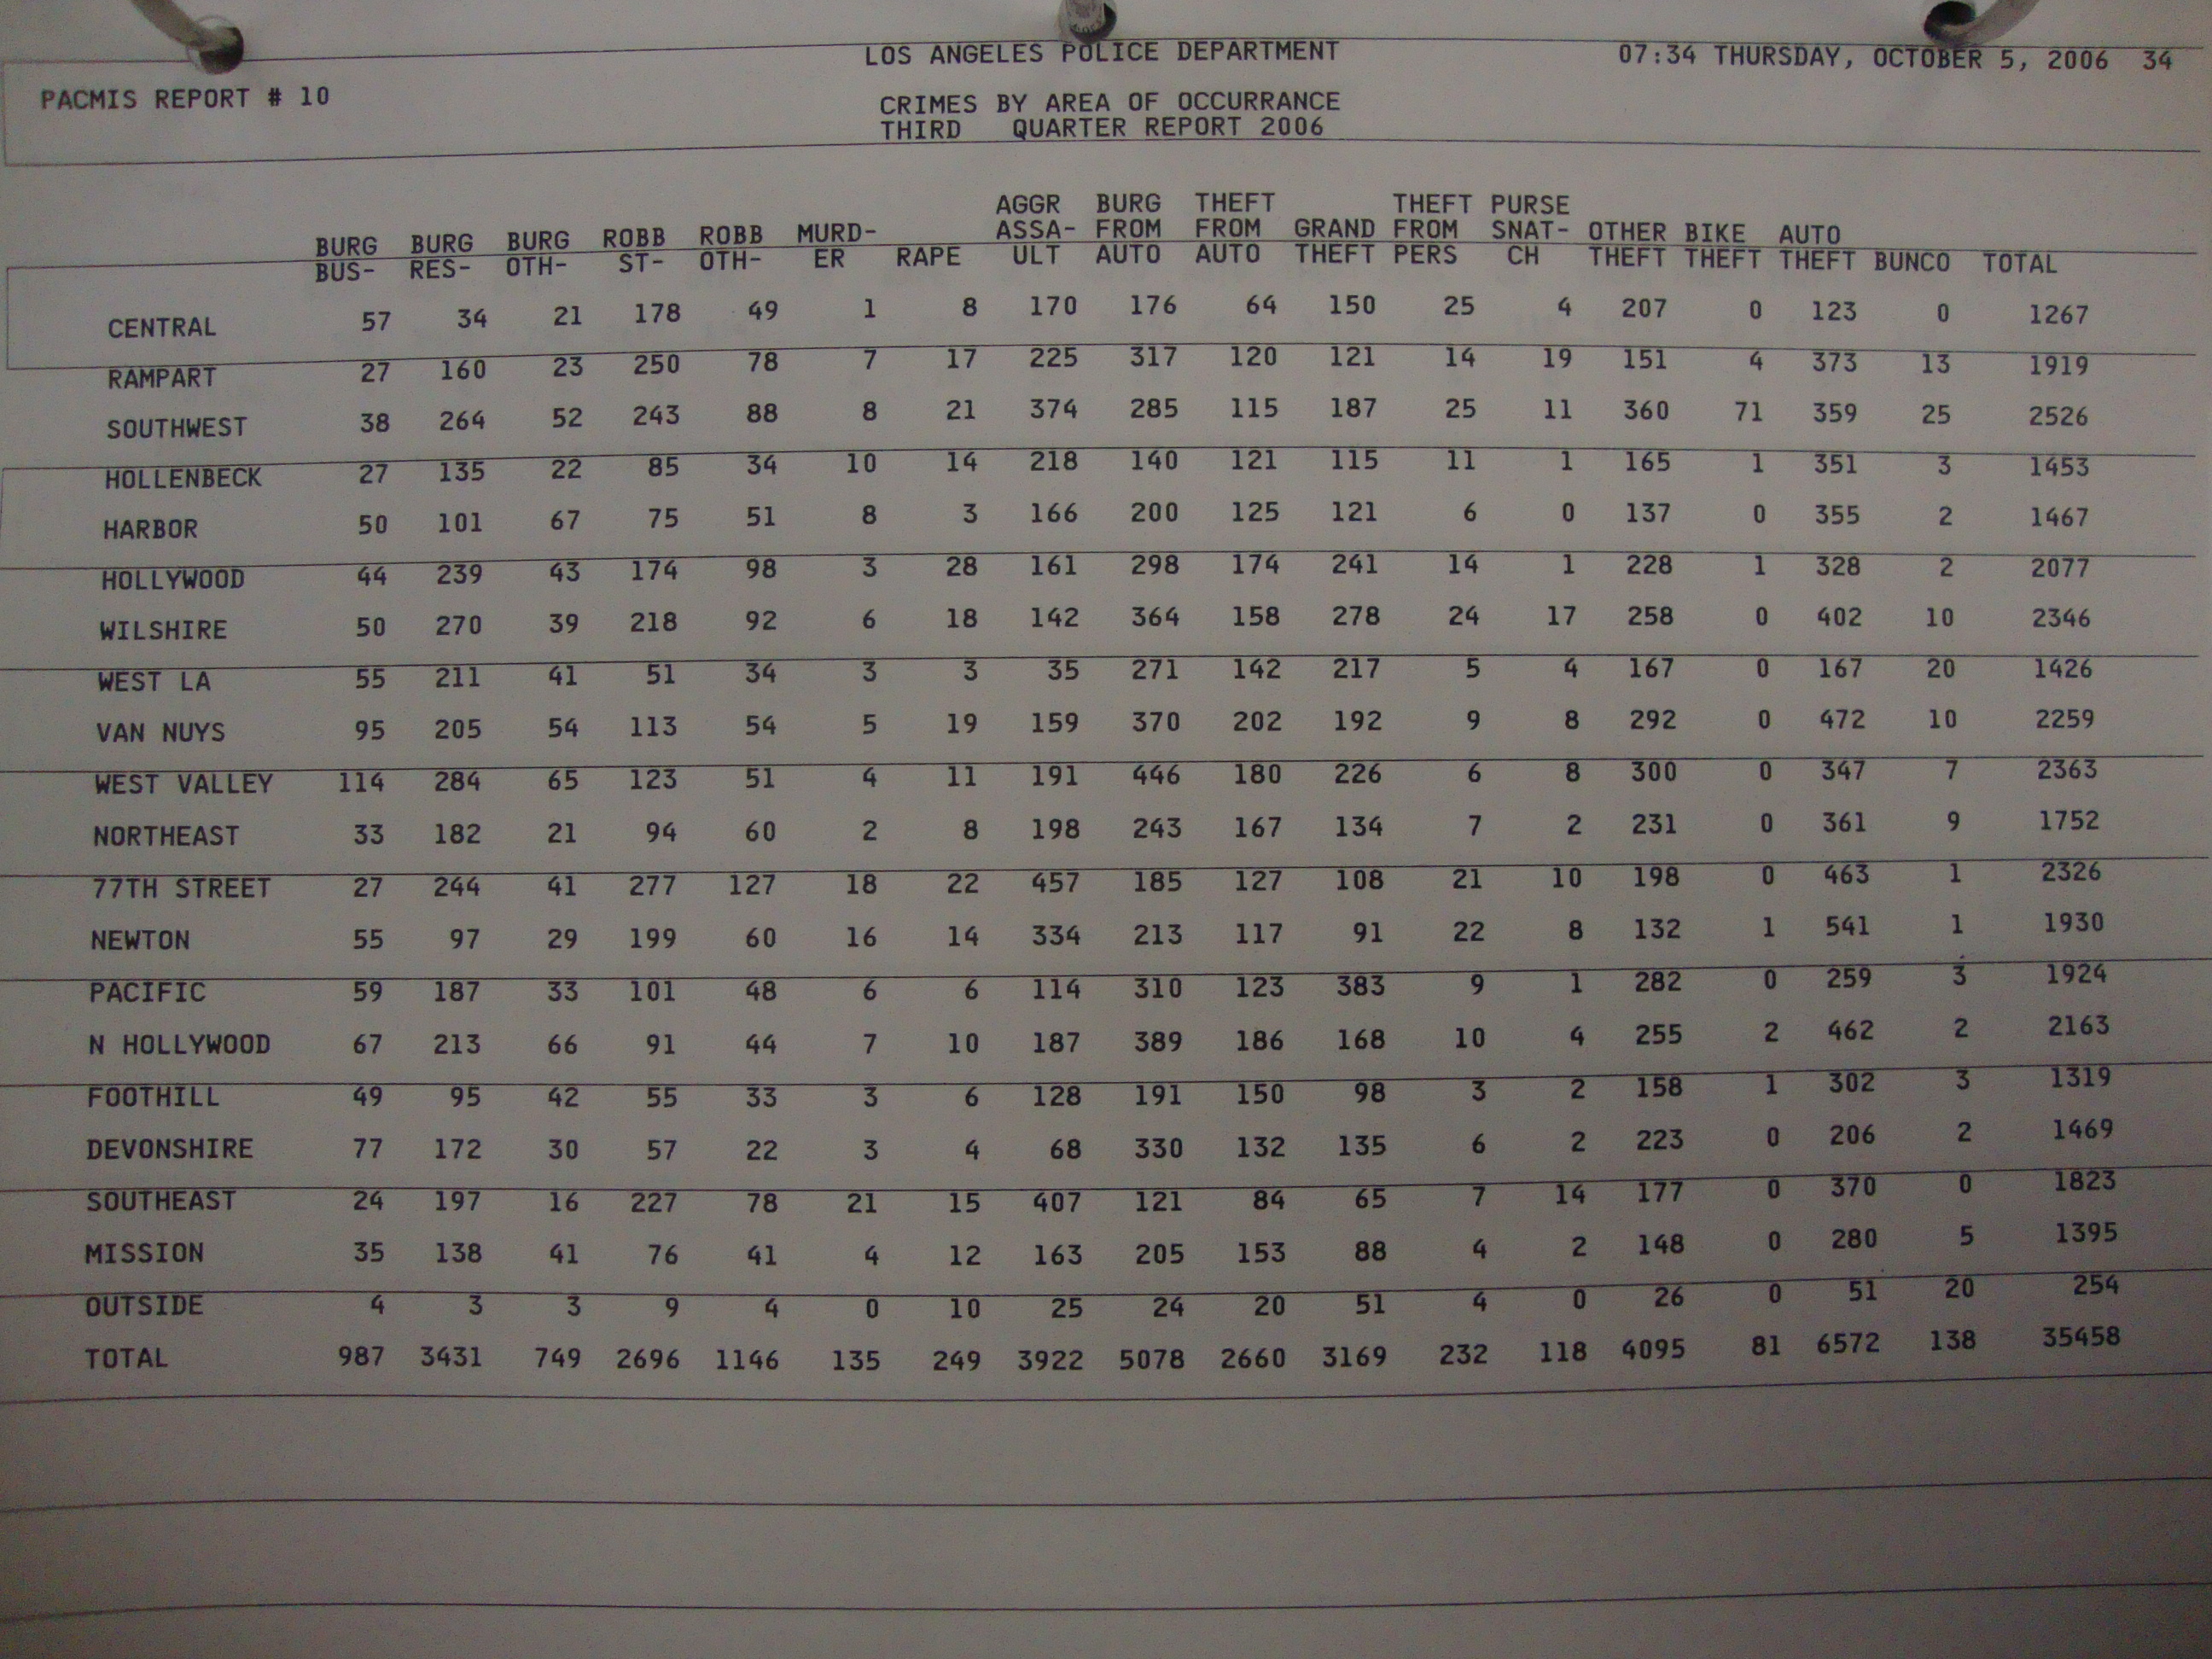 LOS ANGELES POLICE DEPARTMENT 07:34 THURSDAY, OCTOBER 5, 2006 34
PACMIS REPORT # 10
CRIMES BY AREA OF OCCURRANCE
THIRD QUARTER REPORT 2006
AGGR BURG THEFT THEFT PURSE
BURG BURG BURG ROBB ROBB MURD- ASSA- FROM FROM GRAND FROM SNAT- OTHER BIKE AUTO
BUS- RES- OTH- ST- OTH- ER RAPE ULT AUTO AUTO THEFT PERS CH THEFT THEFT THEFT BUNCO TOTAL
CENTRAL 57 34 21 178 49 1 8 170 176 64 150 25 4 207 0 123 0 1267
RAMPART 27 160 23 250 78 7 17 225 317 120 121 14 19 151 4 373 13 1919
SOUTHWEST 38 264 52 243 88 8 21 374 285 115 187 25 11 360 71 359 25 2526
HOLLENBECK 27 135 22 85 34 10 14 218 140 121 115 11 1 165 1 351 3 1453
HARBOR 50 101 67 75 51 8 3 166 200 125 121 6 0 137 0 355 2 1467
HOLLYWOOD 44 239 43 174 98 3 28 161 298 174 241 14 1 228 1 328 2 2077
WILSHIRE 50 270 39 218 92 6 18 142 364 158 278 24 17 258 0 402 10 2346
WEST LA 55 211 41 51 34 3 3 35 271 142 217 5 4 167 0 167 20 1426
VAN NUYS 95 205 54 113 54 5 19 159 370 202 192 9 8 292 0 472 10 2259
WEST VALLEY 114 284 65 123 51 4 11 191 446 180 226 6 8 300 0 347 7 2363
NORTHEAST 33 182 21 94 60 2 8 198 243 167 134 7 2 231 0 361 9 1752
77TH STREET 27 244 41 277 127 18 22 457 185 127 108 21 10 198 0 463 1 2326
NEWTON 55 97 29 199 60 16 14 334 213 117 91 22 8 132 1 541 1 1930
PACIFIC 59 187 33 101 48 6 6 114 310 123 383 9 1 282 0 259 3 1924
N HOLLYWOOD 67 213 66 91 44 7 10 187 389 186 168 10 4 255 2 462 2 2163
FOOTHILL 49 95 42 55 33 3 6 128 191 150 98 3 2 158 1 302 3 1319
DEVONSHIRE 77 172 30 57 22 3 4 68 330 132 135 6 2 223 0 206 2 1469
SOUTHEAST 24 197 16 227 78 21 15 407 121 84 65 7 14 177 0 370 0 1823
MISSION 35 138 41 76 41 4 12 163 205 153 88 4 2 148 0 280 5 1395
OUTSIDE 4 3 3 9 4 0 10 25 24 20 51 4 0 26 0 51 20 254
TOTAL 987 3431 749 2696 1146 135 249 3922 5078 2660 3169 232 118 4095 81 6572 138 35458